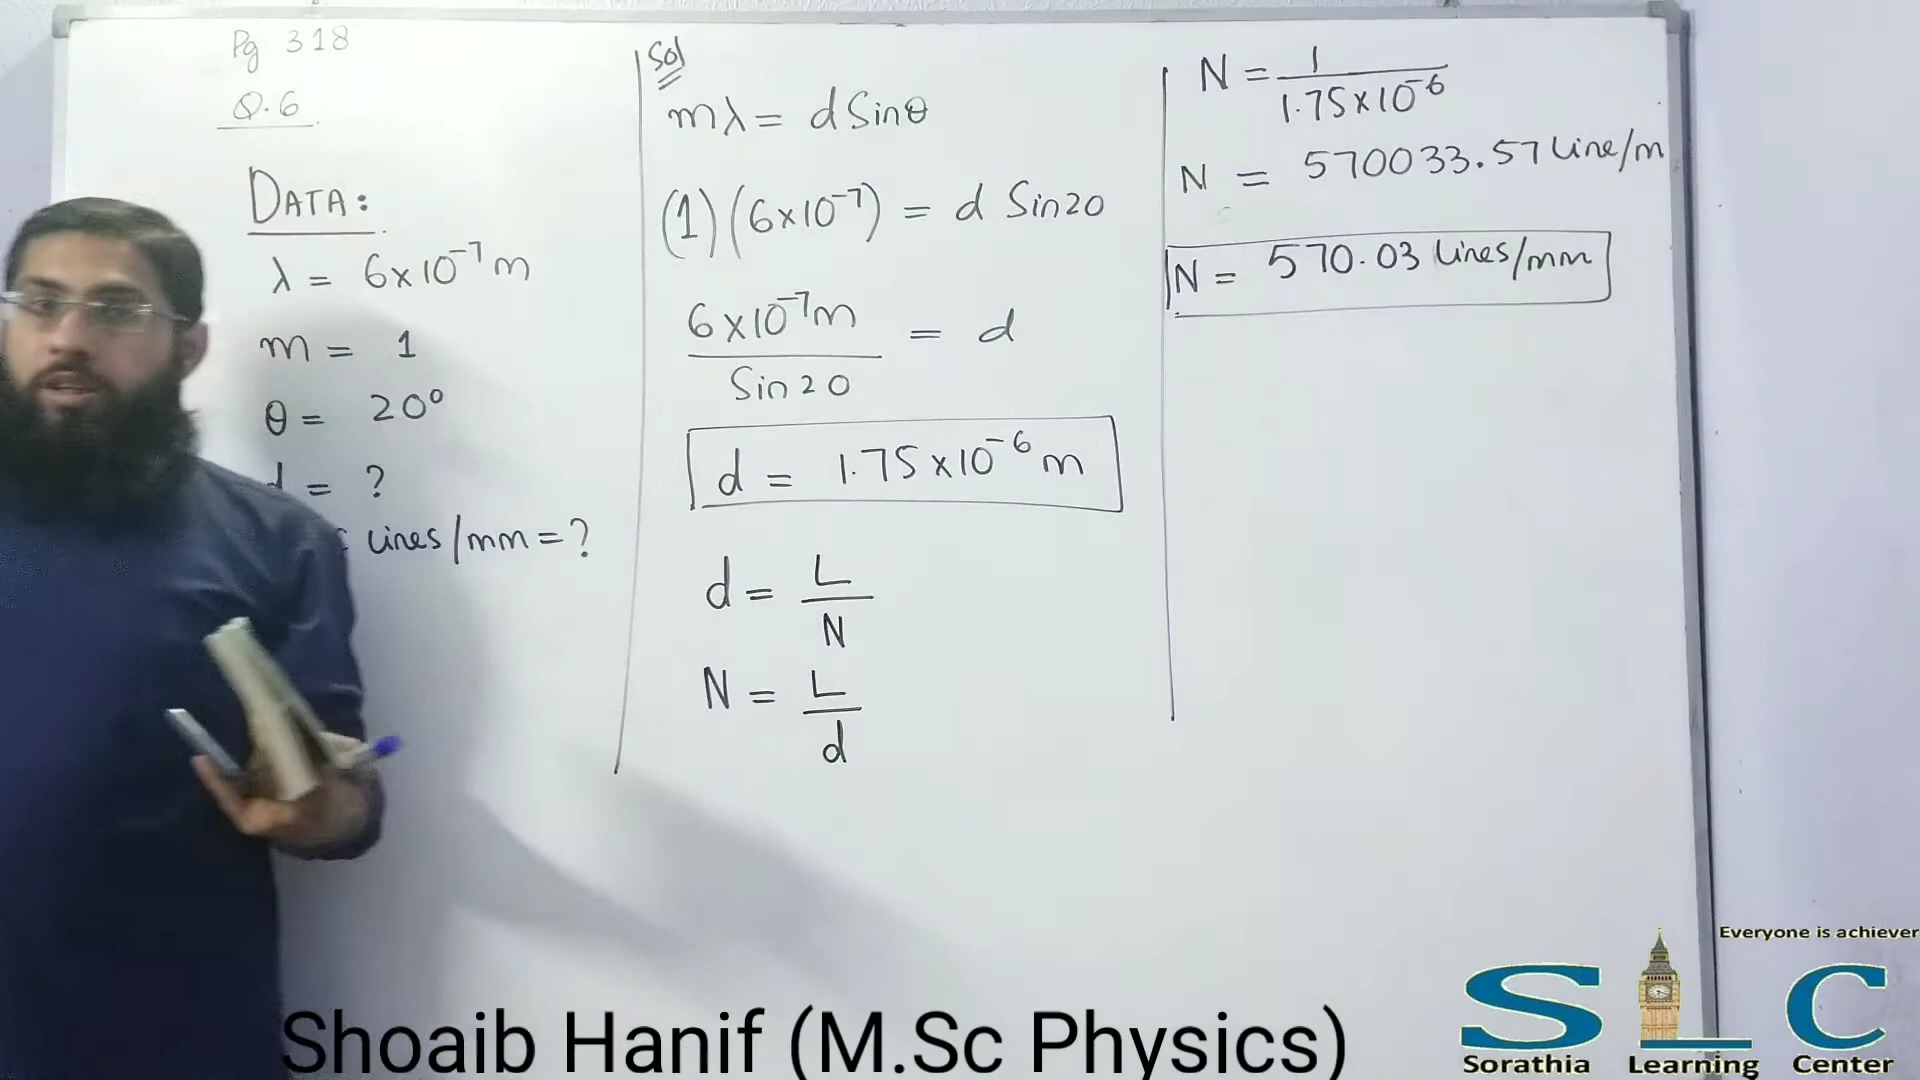 Pg 318
Q.6
DATA:
λ = 6x10⁻⁷m
m = 1
θ = 20°
d = ?
lines/mm = ?
Sol
mλ = d Sinθ
(1)(6x10⁻⁷) = d Sin20
6x10⁻⁷m / Sin20 = d
d = 1.75x10⁻⁶m
d = L/N
N = L/d
N = 1 / 1.75x10⁻⁶
N = 570033.57 line/m
N = 570.03 lines/mm
Everyone is achiever
SLC
Sorathia Learning Center
Shoaib Hanif (M.Sc Physics)